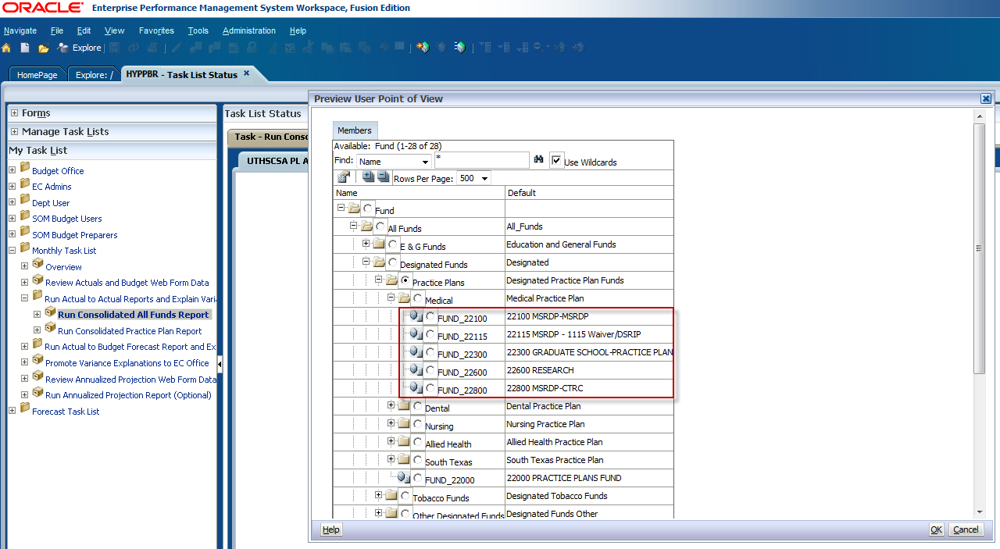 ORACLE Enterprise Performance Management System Workspace, Fusion Edition
Navigate File Edit View Favorites Tools Administration Help
Explore
HomePage Explore: / HYPPBR - Task List Status
Forms
Manage Task Lists
My Task List
Budget Office
EC Admins
Dept User
SOM Budget Users
SOM Budget Preparers
Monthly Task List
Overview
Review Actuals and Budget Web Form Data
Run Actual to Actual Reports and Explain Varia
Run Consolidated All Funds Report
Run Consolidated Practice Plan Report
Run Actual to Budget Forecast Report and Ex
Promote Variance Explanations to EC Office
Review Annualized Projection Web Form Data
Run Annualized Projection Report (Optional)
Forecast Task List
Task List Status
Task - Run Conso
UTHSCSA PL A
Preview User Point of View
Members
Available: Fund (1-28 of 28)
Find: Name * Use Wildcards
Rows Per Page: 500
Name Default
Fund
All Funds All_Funds
E & G Funds Education and General Funds
Designated Funds Designated
Practice Plans Designated Practice Plan Funds
Medical Medical Practice Plan
FUND_22100 22100 MSRDP-MSRDP
FUND_22115 22115 MSRDP - 1115 Waiver/DSRIP
FUND_22300 22300 GRADUATE SCHOOL-PRACTICE PLAN
FUND_22600 22600 RESEARCH
FUND_22800 22800 MSRDP-CTRC
Dental Dental Practice Plan
Nursing Nursing Practice Plan
Allied Health Allied Health Practice Plan
South Texas South Texas Practice Plan
FUND_22000 22000 PRACTICE PLANS FUND
Tobacco Funds Designated Tobacco Funds
Other Designated Funds Designated Funds Other
Help OK Cancel